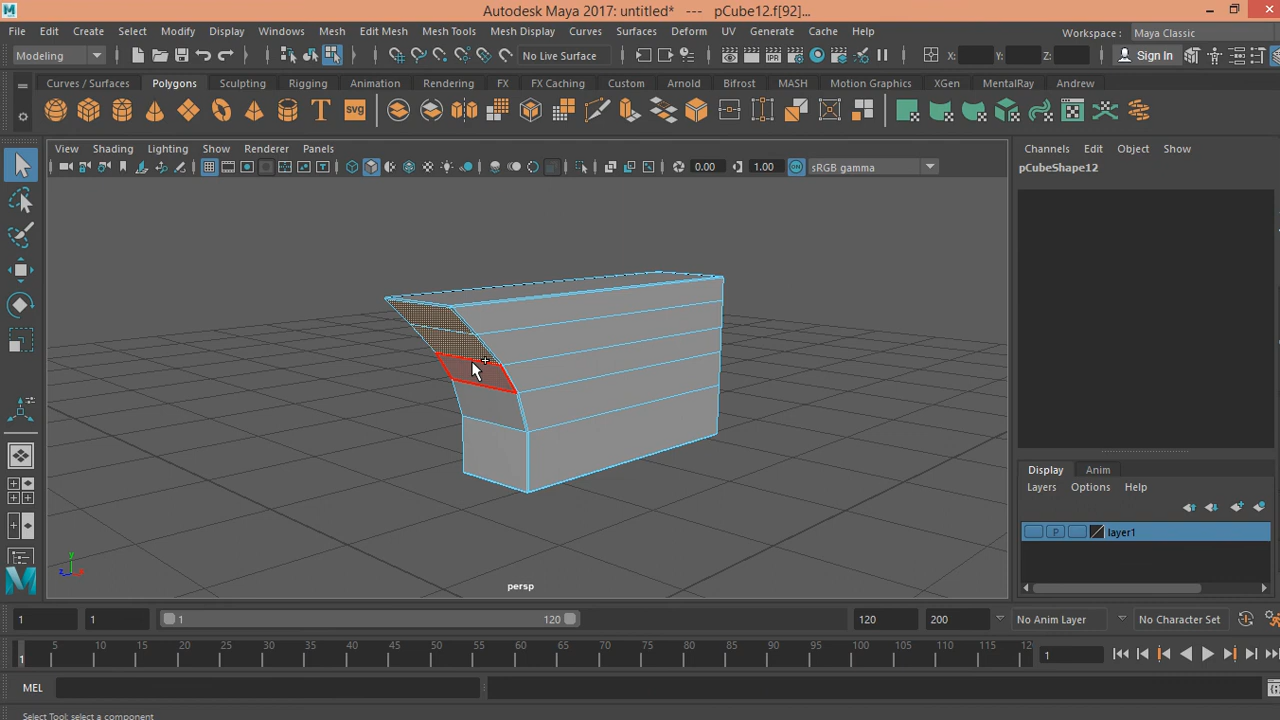 Autodesk Maya 2017: untitled* --- pCube12.f[92]...
File Edit Create Select Modify Display Windows Mesh Edit Mesh Mesh Tools Mesh Display Curves Surfaces Deform UV Generate Cache Help Workspace : Maya Classic
Modeling No Live Surface X: Y: Z: Sign In
Curves / Surfaces Polygons Sculpting Rigging Animation Rendering FX FX Caching Custom Arnold Bifrost MASH Motion Graphics XGen MentalRay Andrew
T SVG
View Shading Lighting Show Renderer Panels
0.00 1.00 ON sRGB gamma
Channels Edit Object Show
pCubeShape12
persp
y
z x
Display Anim
Layers Options Help
P layer1
1 1 1 120 120 200 No Anim Layer No Character Set
1 5 10 15 20 25 30 35 40 45 50 55 60 65 70 75 80 85 90 95 100 105 110 115 12 1
MEL
Select Tool: select a component